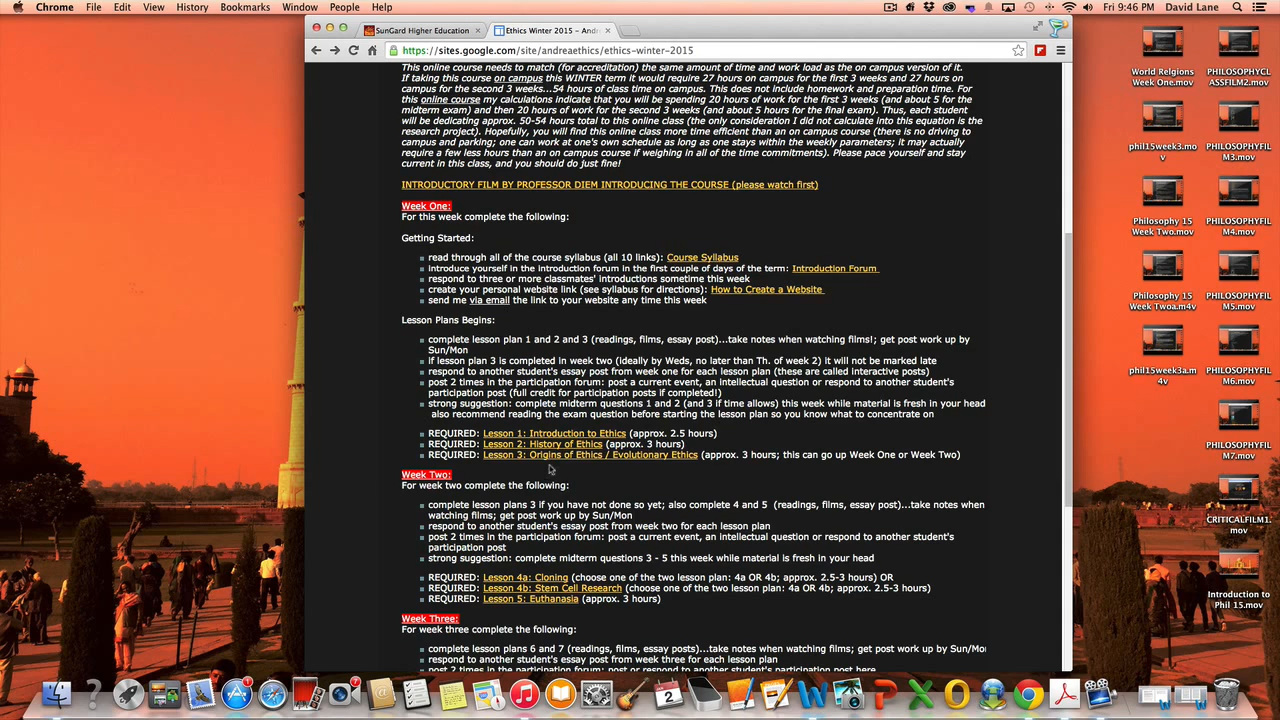 Chrome File Edit View History Bookmarks Window People Help Fri 9:46 PM David Lane
SunGard Higher Education
Ethics Winter 2015 – And
https://sites.google.com/site/andreaethics/ethics-winter-2015
This online course needs to match (for accreditation) the same amount of time and work load as the on campus version of it.
If taking this course on campus this WINTER term it would require 27 hours on campus for the first 3 weeks and 27 hours on
campus for the second 3 weeks...54 hours of class time on campus. This does not include homework and preparation time. For
this online course my calculations indicate that you will be spending 20 hours of work for the first 3 weeks (and about 5 for the
midterm exam) and then 20 hours of work for the second 3 weeks (and about 5 hours for the final exam). Thus, each student
will be dedicating approx. 50-54 hours total to this online class (the only consideration I did not calculate into this equation is the
research project). Hopefully, you will find this online class more time efficient than an on campus course (there is no driving to
campus and parking; one can work at one's own schedule as long as one stays within the weekly parameters; it may actually
require a few less hours than an on campus course if weighing in all of the time commitments). Please pace yourself and stay
current in this class, and you should do just fine!
INTRODUCTORY FILM BY PROFESSOR DIEM INTRODUCING THE COURSE (please watch first)
Week One:
For this week complete the following:
Getting Started:
read through all of the course syllabus (all 10 links): Course Syllabus
introduce yourself in the introduction forum in the first couple of days of the term: Introduction Forum
respond to three or more classmates' introductions sometime this week
create your personal website link (see syllabus for directions): How to Create a Website
send me via email the link to your website any time this week
Lesson Plans Begins:
complete lesson plan 1 and 2 and 3 (readings, films, essay post)...take notes when watching films!; get post work up by
Sun/Mon
if lesson plan 3 is completed in week two (ideally by Weds, no later than Th. of week 2) it will not be marked late
respond to another student's essay post from week one for each lesson plan (these are called interactive posts)
post 2 times in the participation forum: post a current event, an intellectual question or respond to another student's
participation post (full credit for participation posts if completed!)
strong suggestion: complete midterm questions 1 and 2 (and 3 if time allows) this week while material is fresh in your head
also recommend reading the exam question before starting the lesson plan so you know what to concentrate on
REQUIRED: Lesson 1: Introduction to Ethics (approx. 2.5 hours)
REQUIRED: Lesson 2: History of Ethics (approx. 3 hours)
REQUIRED: Lesson 3: Origins of Ethics / Evolutionary Ethics (approx. 3 hours; this can go up Week One or Week Two)
Week Two:
For week two complete the following:
complete lesson plans 3 if you have not done so yet; also complete 4 and 5 (readings, films, essay post)...take notes when
watching films; get post work up by Sun/Mon
respond to another student's essay post from week two for each lesson plan
post 2 times in the participation forum: post a current event, an intellectual question or respond to another student's
participation post
strong suggestion: complete midterm questions 3 - 5 this week while material is fresh in your head
REQUIRED: Lesson 4a: Cloning (choose one of the two lesson plan: 4a OR 4b; approx. 2.5-3 hours) OR
REQUIRED: Lesson 4b: Stem Cell Research (choose one of the two lesson plan: 4a OR 4b; approx. 2.5-3 hours)
REQUIRED: Lesson 5: Euthanasia (approx. 3 hours)
Week Three:
For week three complete the following:
complete lesson plans 6 and 7 (readings, films, essay posts)...take notes when watching films; get post work up by Sun/Mon
respond to another student's essay post from week three for each lesson plan
post 2 times in the participation forum: post or respond to another student's participation post here
World Relgions
Week One.mov
PHILOSOPHYCL
ASSFILM2.mov
phil15week3.mo
v
PHILOSOPHYFIL
M3.mov
Philosophy 15
Week Two.mov
PHILOSOPHYFIL
M4.mov
Philosophy 15
Week Twoa.m4v
PHILOSOPHYFIL
M5.mov
phil15week3a.m
4v
PHILOSOPHYFIL
M6.mov
PHILOSOPHYFIL
M7.mov
CRITICALFILM1.
mov
Introduction to
Phil 15.mov